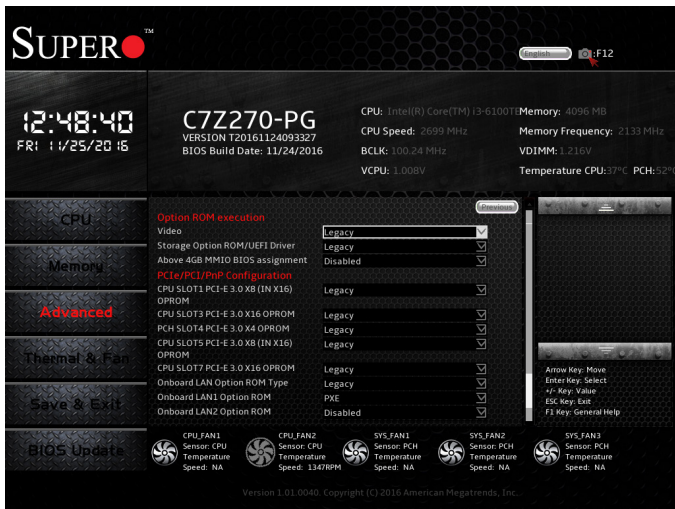 SUPER TM
English :F12
12:48:40
FRI 11/25/2016
C7Z270-PG
VERSION T20161124093327
BIOS Build Date: 11/24/2016
CPU: Intel(R) Core(TM) i3-6100TE
CPU Speed: 2699 MHz
BCLK: 100.24 MHz
VCPU: 1.008V
Memory: 4096 MB
Memory Frequency: 2133 MHz
VDIMM: 1.216V
Temperature CPU:37°C PCH:52°C
CPU
Memory
Advanced
Thermal & Fan
Save & Exit
BIOS Update
Previous
Option ROM execution
Video Legacy
Storage Option ROM/UEFI Driver Legacy
Above 4GB MMIO BIOS assignment Disabled
PCIe/PCI/PnP Configuration
CPU SLOT1 PCI-E 3.0 X8 (IN X16) Legacy
OPROM
CPU SLOT3 PCI-E 3.0 X16 OPROM Legacy
PCH SLOT4 PCI-E 3.0 X4 OPROM Legacy
CPU SLOT5 PCI-E 3.0 X8 (IN X16) Legacy
OPROM
CPU SLOT7 PCI-E 3.0 X16 OPROM Legacy
Onboard LAN Option ROM Type Legacy
Onboard LAN1 Option ROM PXE
Onboard LAN2 Option ROM Disabled
Arrow Key: Move
Enter Key: Select
+/- Key: Value
ESC Key: Exit
F1 Key: General Help
CPU_FAN1
Sensor: CPU
Temperature
Speed: NA
CPU_FAN2
Sensor: CPU
Temperature
Speed: 1347RPM
SYS_FAN1
Sensor: PCH
Temperature
Speed: NA
SYS_FAN2
Sensor: PCH
Temperature
Speed: NA
SYS_FAN3
Sensor: PCH
Temperature
Speed: NA
Version 1.01.0040. Copyright (C) 2016 American Megatrends, Inc.